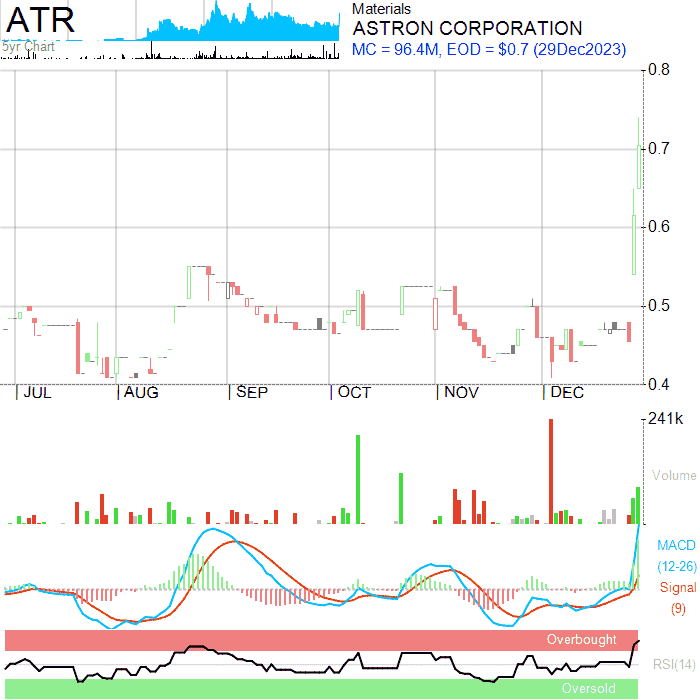 ATR
5yr Chart
Materials
ASTRON CORPORATION
MC = 96.4M, EOD = $0.7 (29Dec2023)
0.8
0.7
0.6
0.5
0.4
JUL AUG SEP OCT NOV DEC
241k
Volume
MACD
(12-26)
Signal
(9)
Overbought
RSI(14)
Oversold